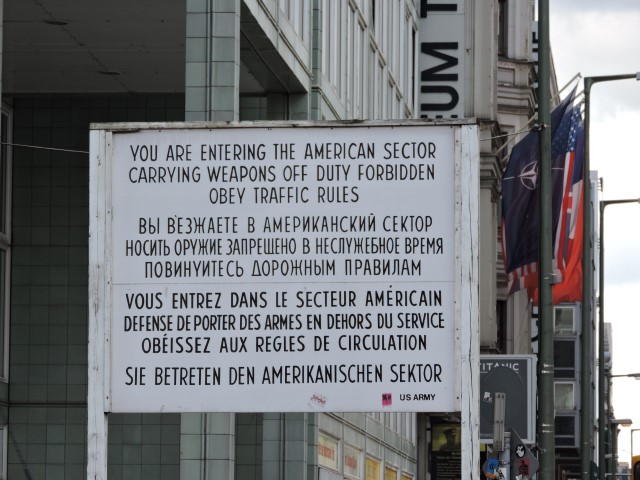 YOU ARE ENTERING THE AMERICAN SECTOR
CARRYING WEAPONS OFF DUTY FORBIDDEN
OBEY TRAFFIC RULES
ВЫ ВЪЕЗЖАЕТЕ В АМЕРИКАНСКИЙ СЕКТОР
НОСИТЬ ОРУЖИЕ ЗАПРЕЩЕНО В НЕСЛУЖЕБНОЕ ВРЕМЯ
ПОВИНУЙТЕСЬ ДОРОЖНЫМ ПРАВИЛАМ
VOUS ENTREZ DANS LE SECTEUR AMÉRICAIN
DEFENSE DE PORTER DES ARMES EN DEHORS DU SERVICE
OBÉISSEZ AUX REGLES DE CIRCULATION
SIE BETRETEN DEN AMERIKANISCHEN SEKTOR
US ARMY
UM T
TITANIC